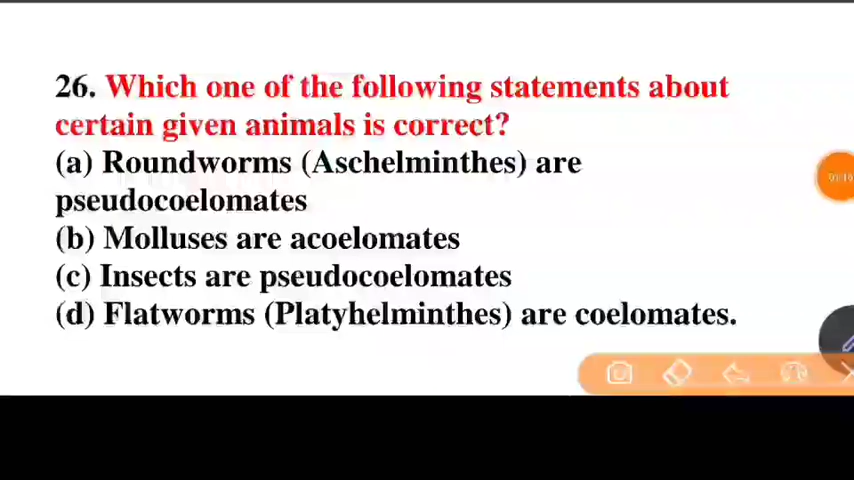 26. Which one of the following statements about
certain given animals is correct?
(a) Roundworms (Aschelminthes) are
pseudocoelomates
(b) Molluses are acoelomates
(c) Insects are pseudocoelomates
(d) Flatworms (Platyhelminthes) are coelomates.